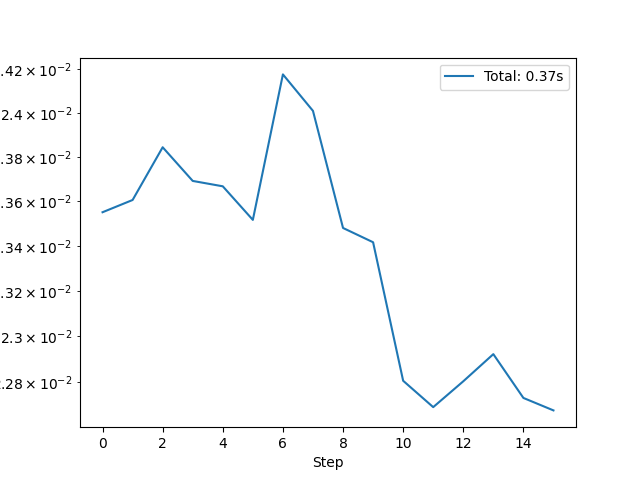 .42 × 10⁻²
2.4 × 10⁻²
.38 × 10⁻²
.36 × 10⁻²
.34 × 10⁻²
.32 × 10⁻²
2.3 × 10⁻²
2.28 × 10⁻²
Total: 0.37s
0 2 4 6 8 10 12 14
Step